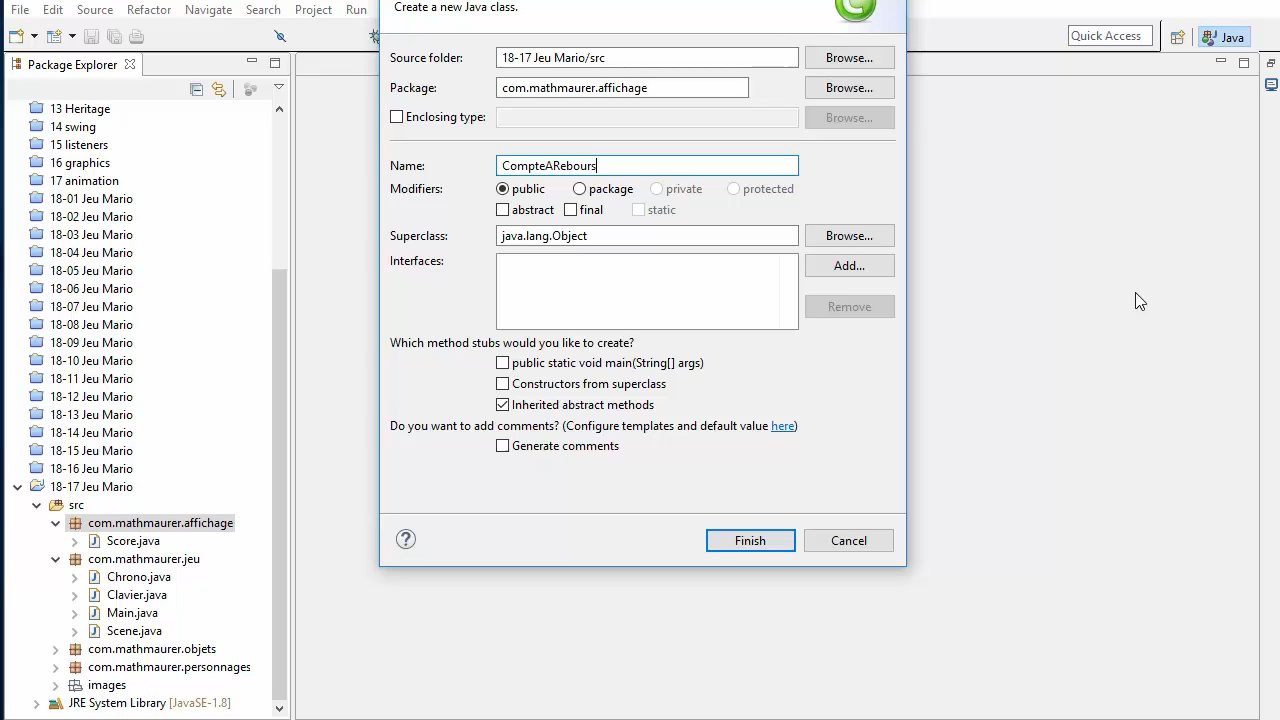 File Edit Source Refactor Navigate Search Project Run
Create a new Java class.
Quick Access
Java
Package Explorer
13 Heritage
14 swing
15 listeners
16 graphics
17 animation
18-01 Jeu Mario
18-02 Jeu Mario
18-03 Jeu Mario
18-04 Jeu Mario
18-05 Jeu Mario
18-06 Jeu Mario
18-07 Jeu Mario
18-08 Jeu Mario
18-09 Jeu Mario
18-10 Jeu Mario
18-11 Jeu Mario
18-12 Jeu Mario
18-13 Jeu Mario
18-14 Jeu Mario
18-15 Jeu Mario
18-16 Jeu Mario
18-17 Jeu Mario
src
com.mathmaurer.affichage
Score.java
com.mathmaurer.jeu
Chrono.java
Clavier.java
Main.java
Scene.java
com.mathmaurer.objets
com.mathmaurer.personnages
images
JRE System Library [JavaSE-1.8]
Source folder: 18-17 Jeu Mario/src Browse...
Package: com.mathmaurer.affichage Browse...
Enclosing type: Browse...
Name: CompteARebours
Modifiers: public package private protected
abstract final static
Superclass: java.lang.Object Browse...
Interfaces: Add...
Remove
Which method stubs would you like to create?
public static void main(String[] args)
Constructors from superclass
Inherited abstract methods
Do you want to add comments? (Configure templates and default value here)
Generate comments
? Finish Cancel